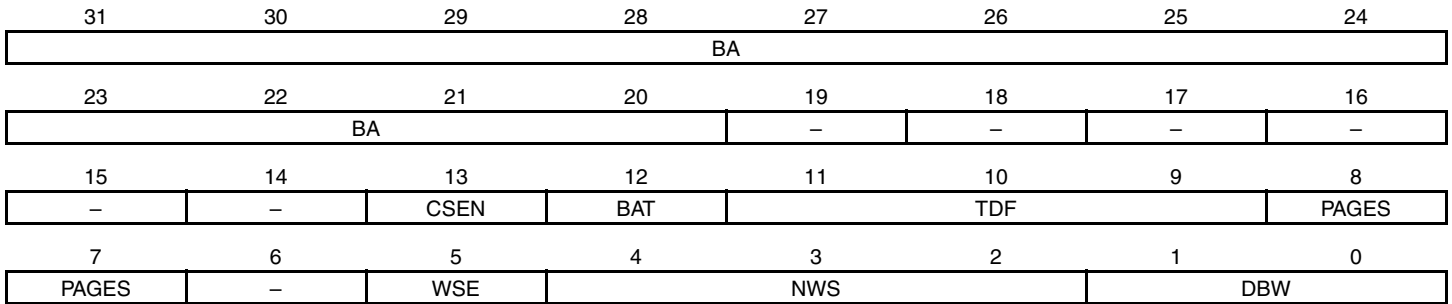 31 30 29 28 27 26 25 24
BA
23 22 21 20 19 18 17 16
BA – – – –
15 14 13 12 11 10 9 8
– – CSEN BAT TDF PAGES
7 6 5 4 3 2 1 0
PAGES – WSE NWS DBW